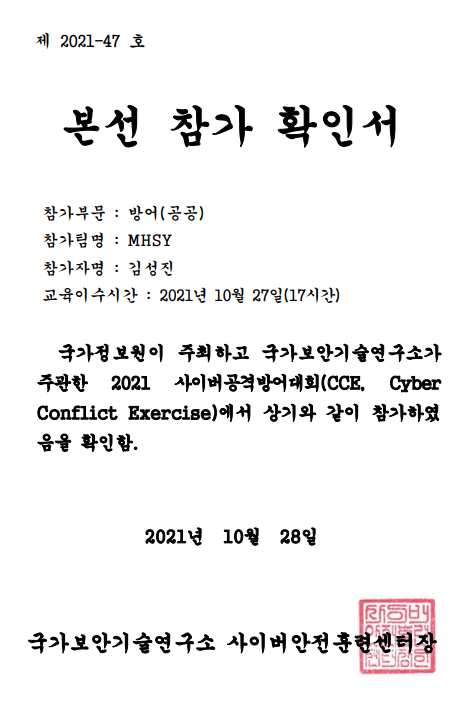 제 2021-47 호
본선 참가 확인서
참가부문 : 방어(공공)
참가팀명 : MHSY
참가자명 : 김성진
교육이수시간 : 2021년 10월 27일(17시간)
국가정보원이 주최하고 국가보안기술연구소가
주관한 2021 사이버공격방어대회(CCE, Cyber
Conflict Exercise)에서 상기와 같이 참가하였
음을 확인함.
2021년 10월 28일
국가보안기술연구소 사이버안전훈련센터장